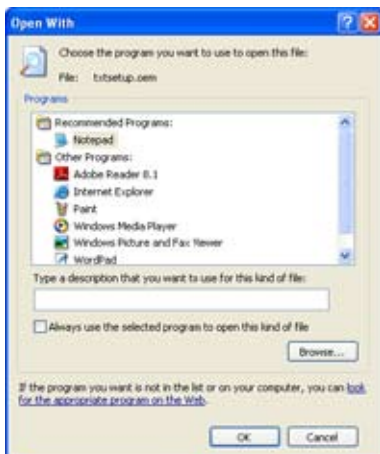 Open With
Choose the program you want to use to open this file:
File: txtsetup.oem
Programs
Recommended Programs:
Notepad
Other Programs:
Adobe Reader 8.1
Internet Explorer
Paint
Windows Media Player
Windows Picture and Fax Viewer
WordPad
Type a description that you want to use for this kind of file:
Always use the selected program to open this kind of file
Browse...
If the program you want is not in the list or on your computer, you can look
for the appropriate program on the Web.
OK
Cancel